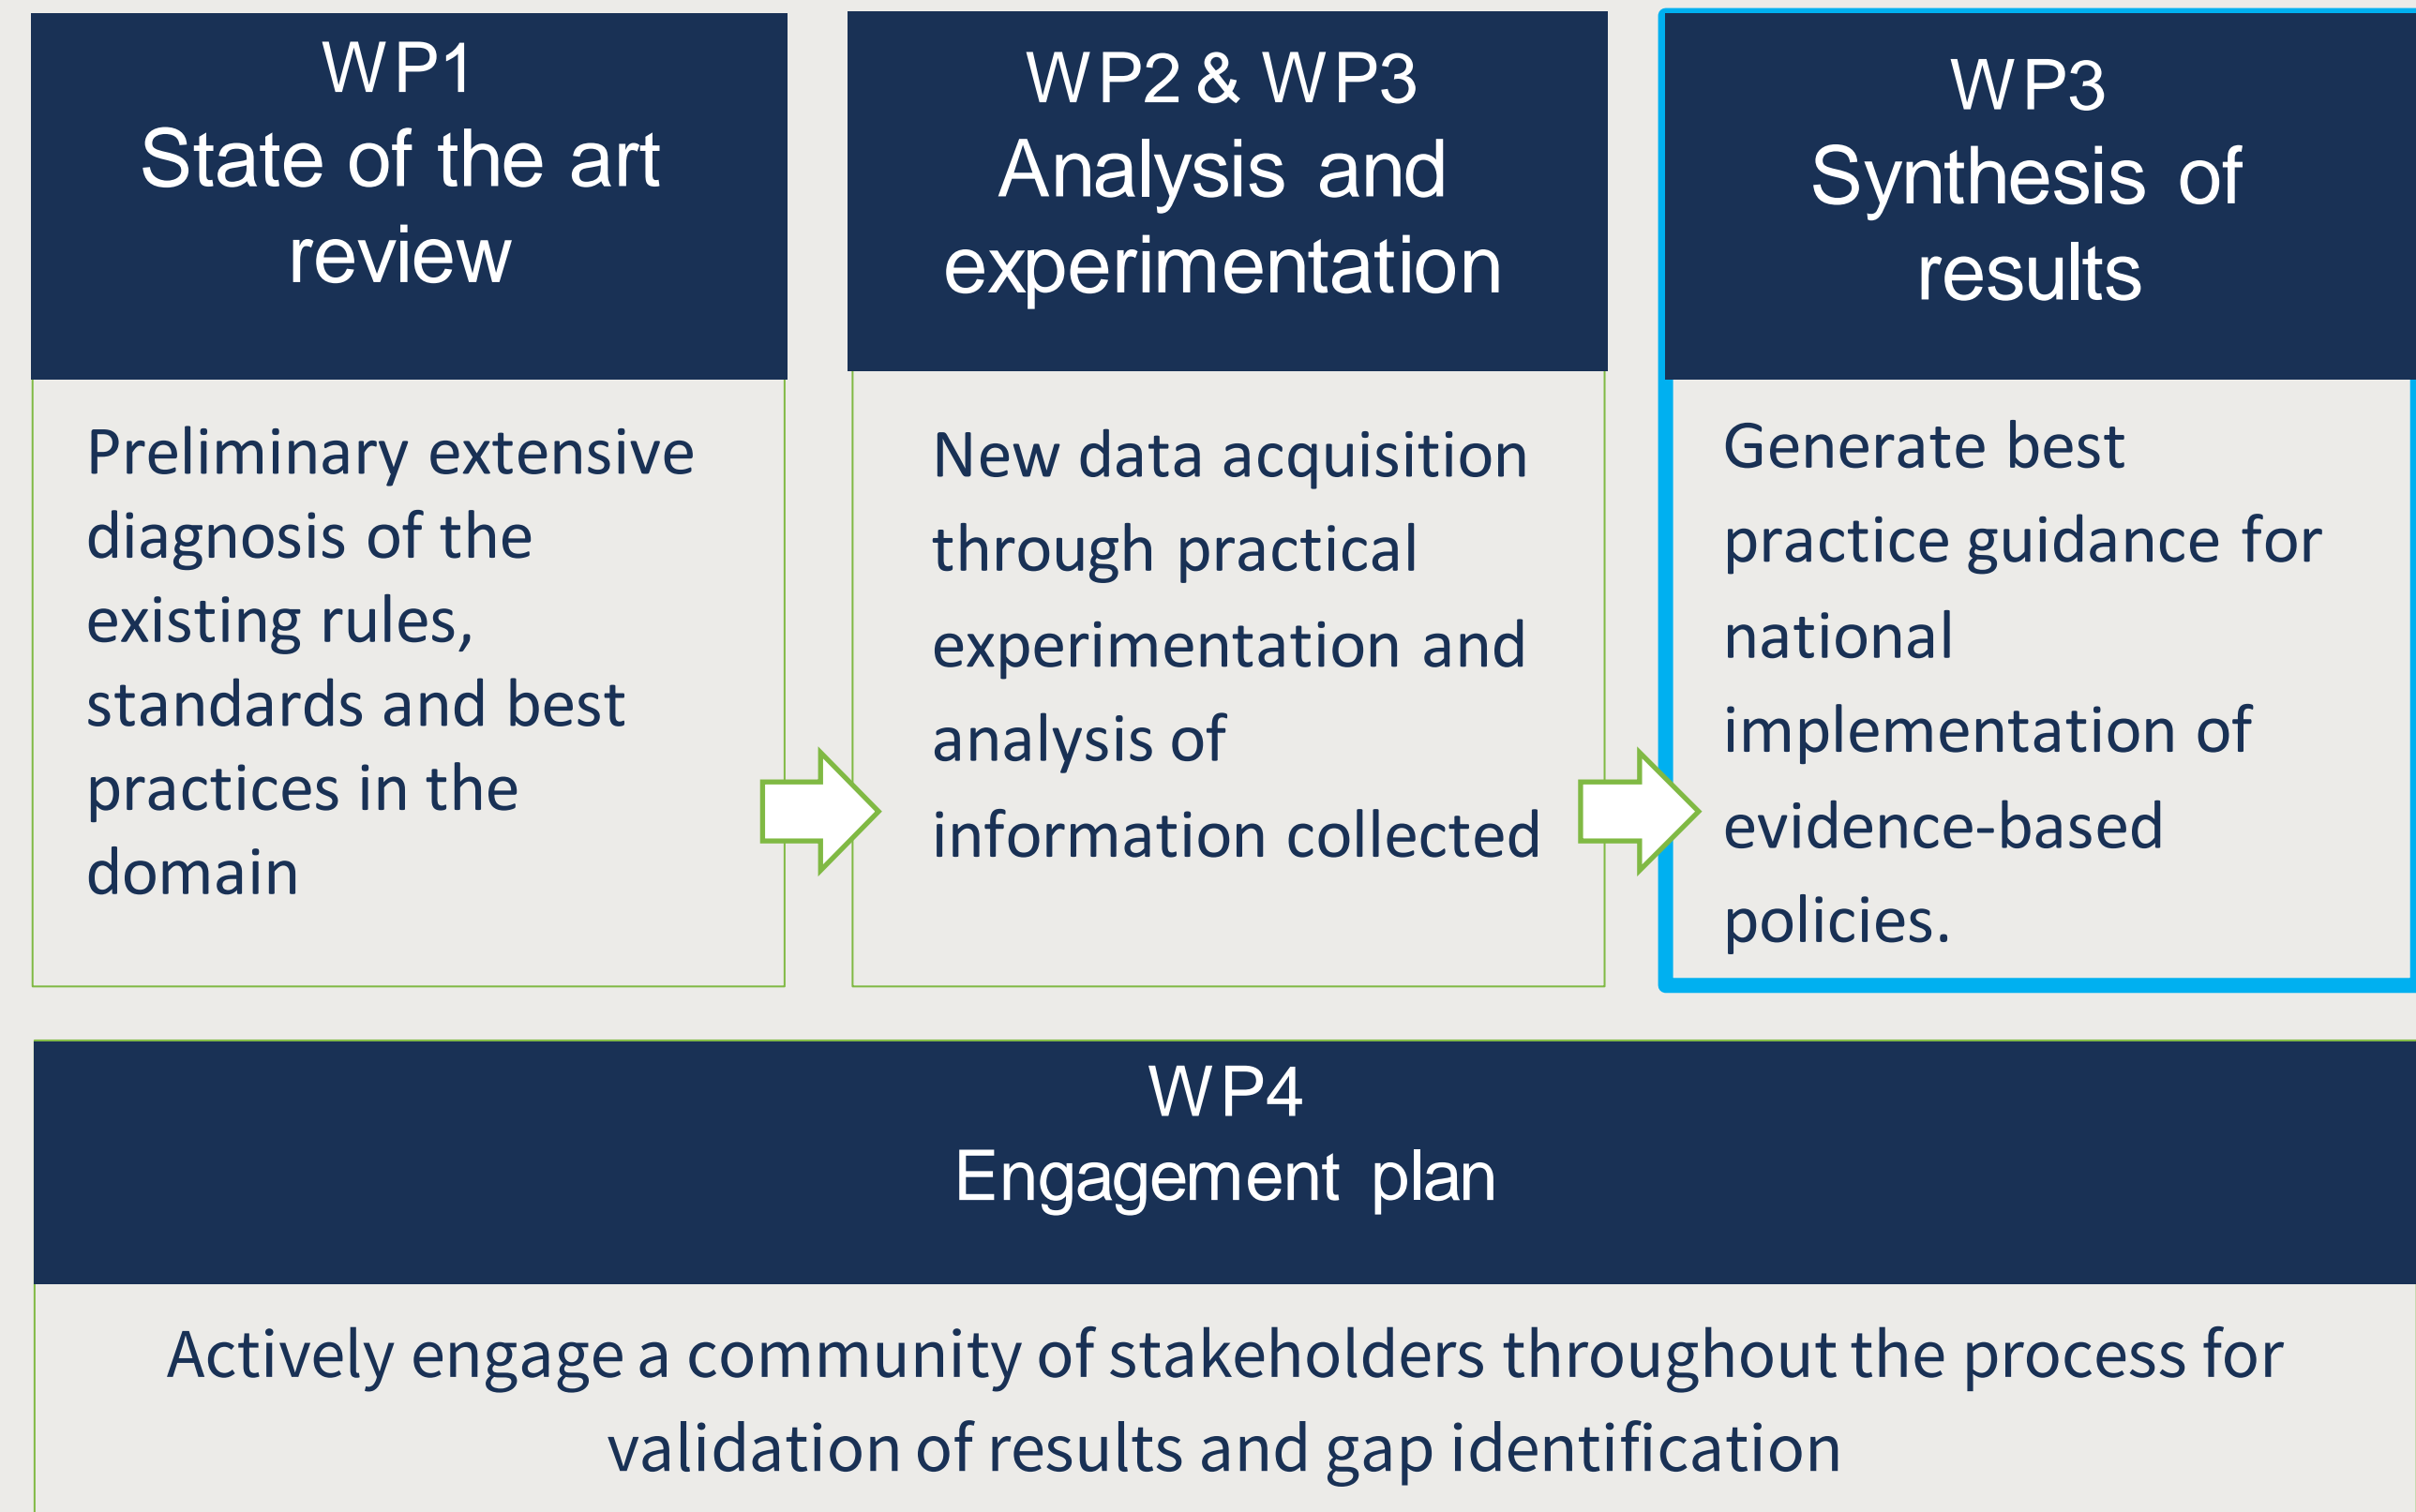 WP1
State of the art
review
Preliminary extensive
diagnosis of the
existing rules,
standards and best
practices in the
domain
WP2 & WP3
Analysis and
experimentation
New data acquisition
through practical
experimentation and
analysis of
information collected
WP3
Synthesis of
results
Generate best
practice guidance for
national
implementation of
evidence-based
policies.
WP4
Engagement plan
Actively engage a community of stakeholders throughout the process for
validation of results and gap identification